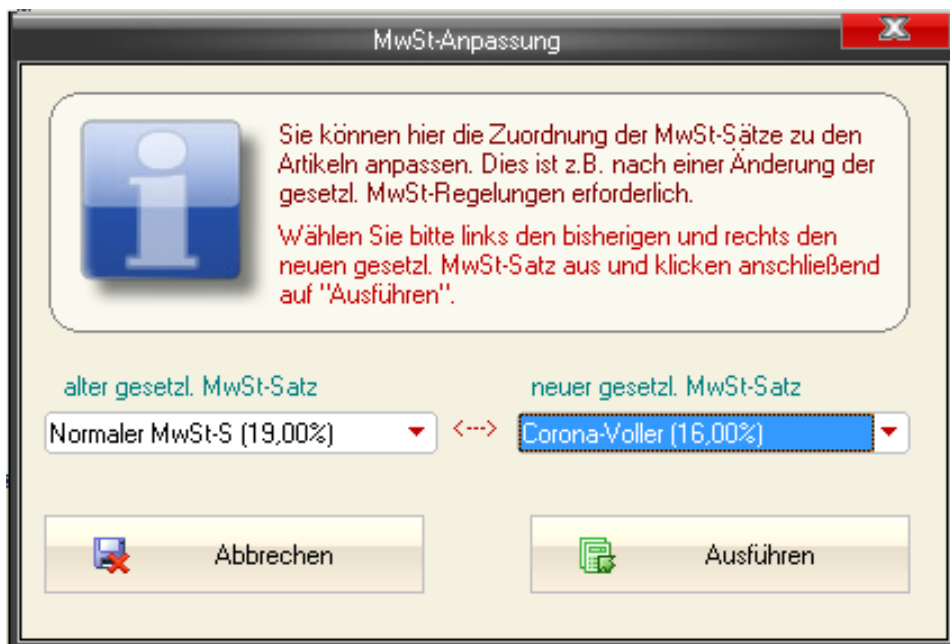 MwSt-Anpassung
Sie können hier die Zuordnung der MwSt-Sätze zu den
Artikeln anpassen. Dies ist z.B. nach einer Änderung der
gesetzl. MwSt-Regelungen erforderlich.
Wählen Sie bitte links den bisherigen und rechts den
neuen gesetzl. MwSt-Satz aus und klicken anschließend
auf "Ausführen".
alter gesetzl. MwSt-Satz
neuer gesetzl. MwSt-Satz
Normaler MwSt-S (19,00%) <---> Corona-Voller (16,00%)
Abbrechen
Ausführen